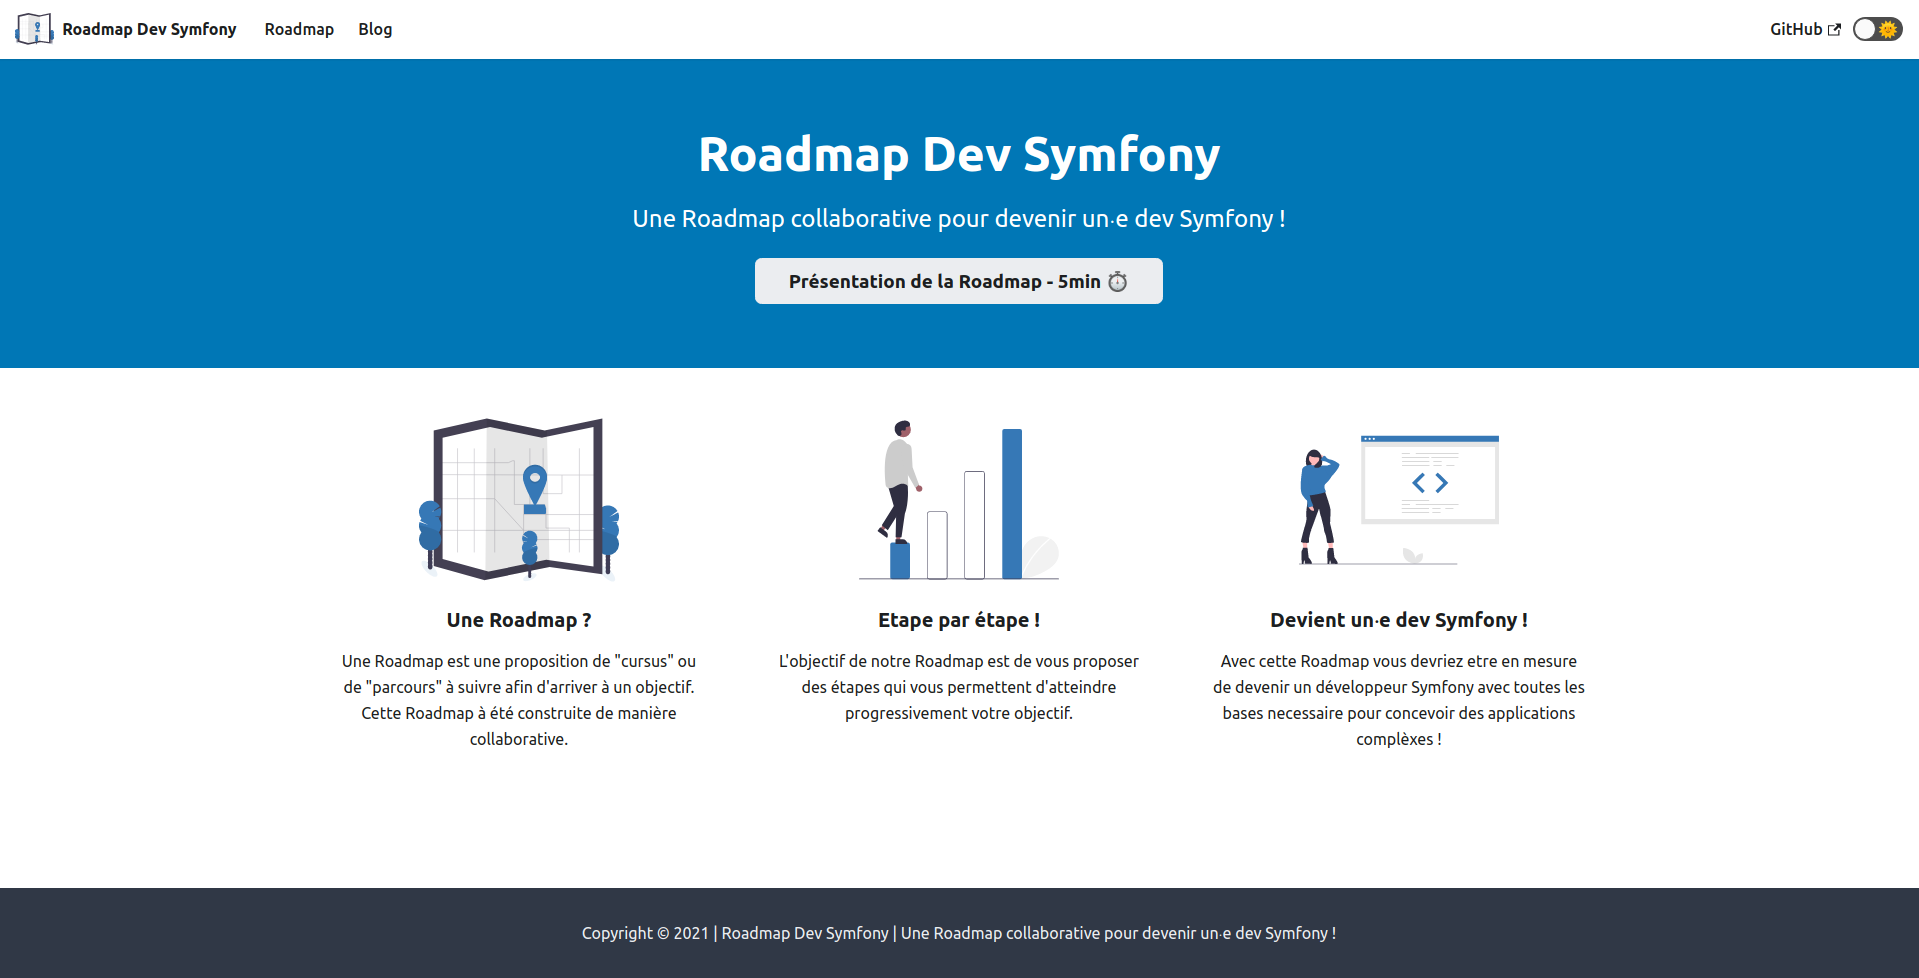 Roadmap Dev Symfony
Roadmap
Blog
GitHub
Roadmap Dev Symfony
Une Roadmap collaborative pour devenir un·e dev Symfony !
Présentation de la Roadmap - 5min ⏱️
Une Roadmap ?
Une Roadmap est une proposition de "cursus" ou
de "parcours" à suivre afin d'arriver à un objectif.
Cette Roadmap à été construite de manière
collaborative.
Etape par étape !
L'objectif de notre Roadmap est de vous proposer
des étapes qui vous permettent d'atteindre
progressivement votre objectif.
Devient un·e dev Symfony !
Avec cette Roadmap vous devriez etre en mesure
de devenir un développeur Symfony avec toutes les
bases necessaire pour concevoir des applications
complèxes !
Copyright © 2021 | Roadmap Dev Symfony | Une Roadmap collaborative pour devenir un·e dev Symfony !